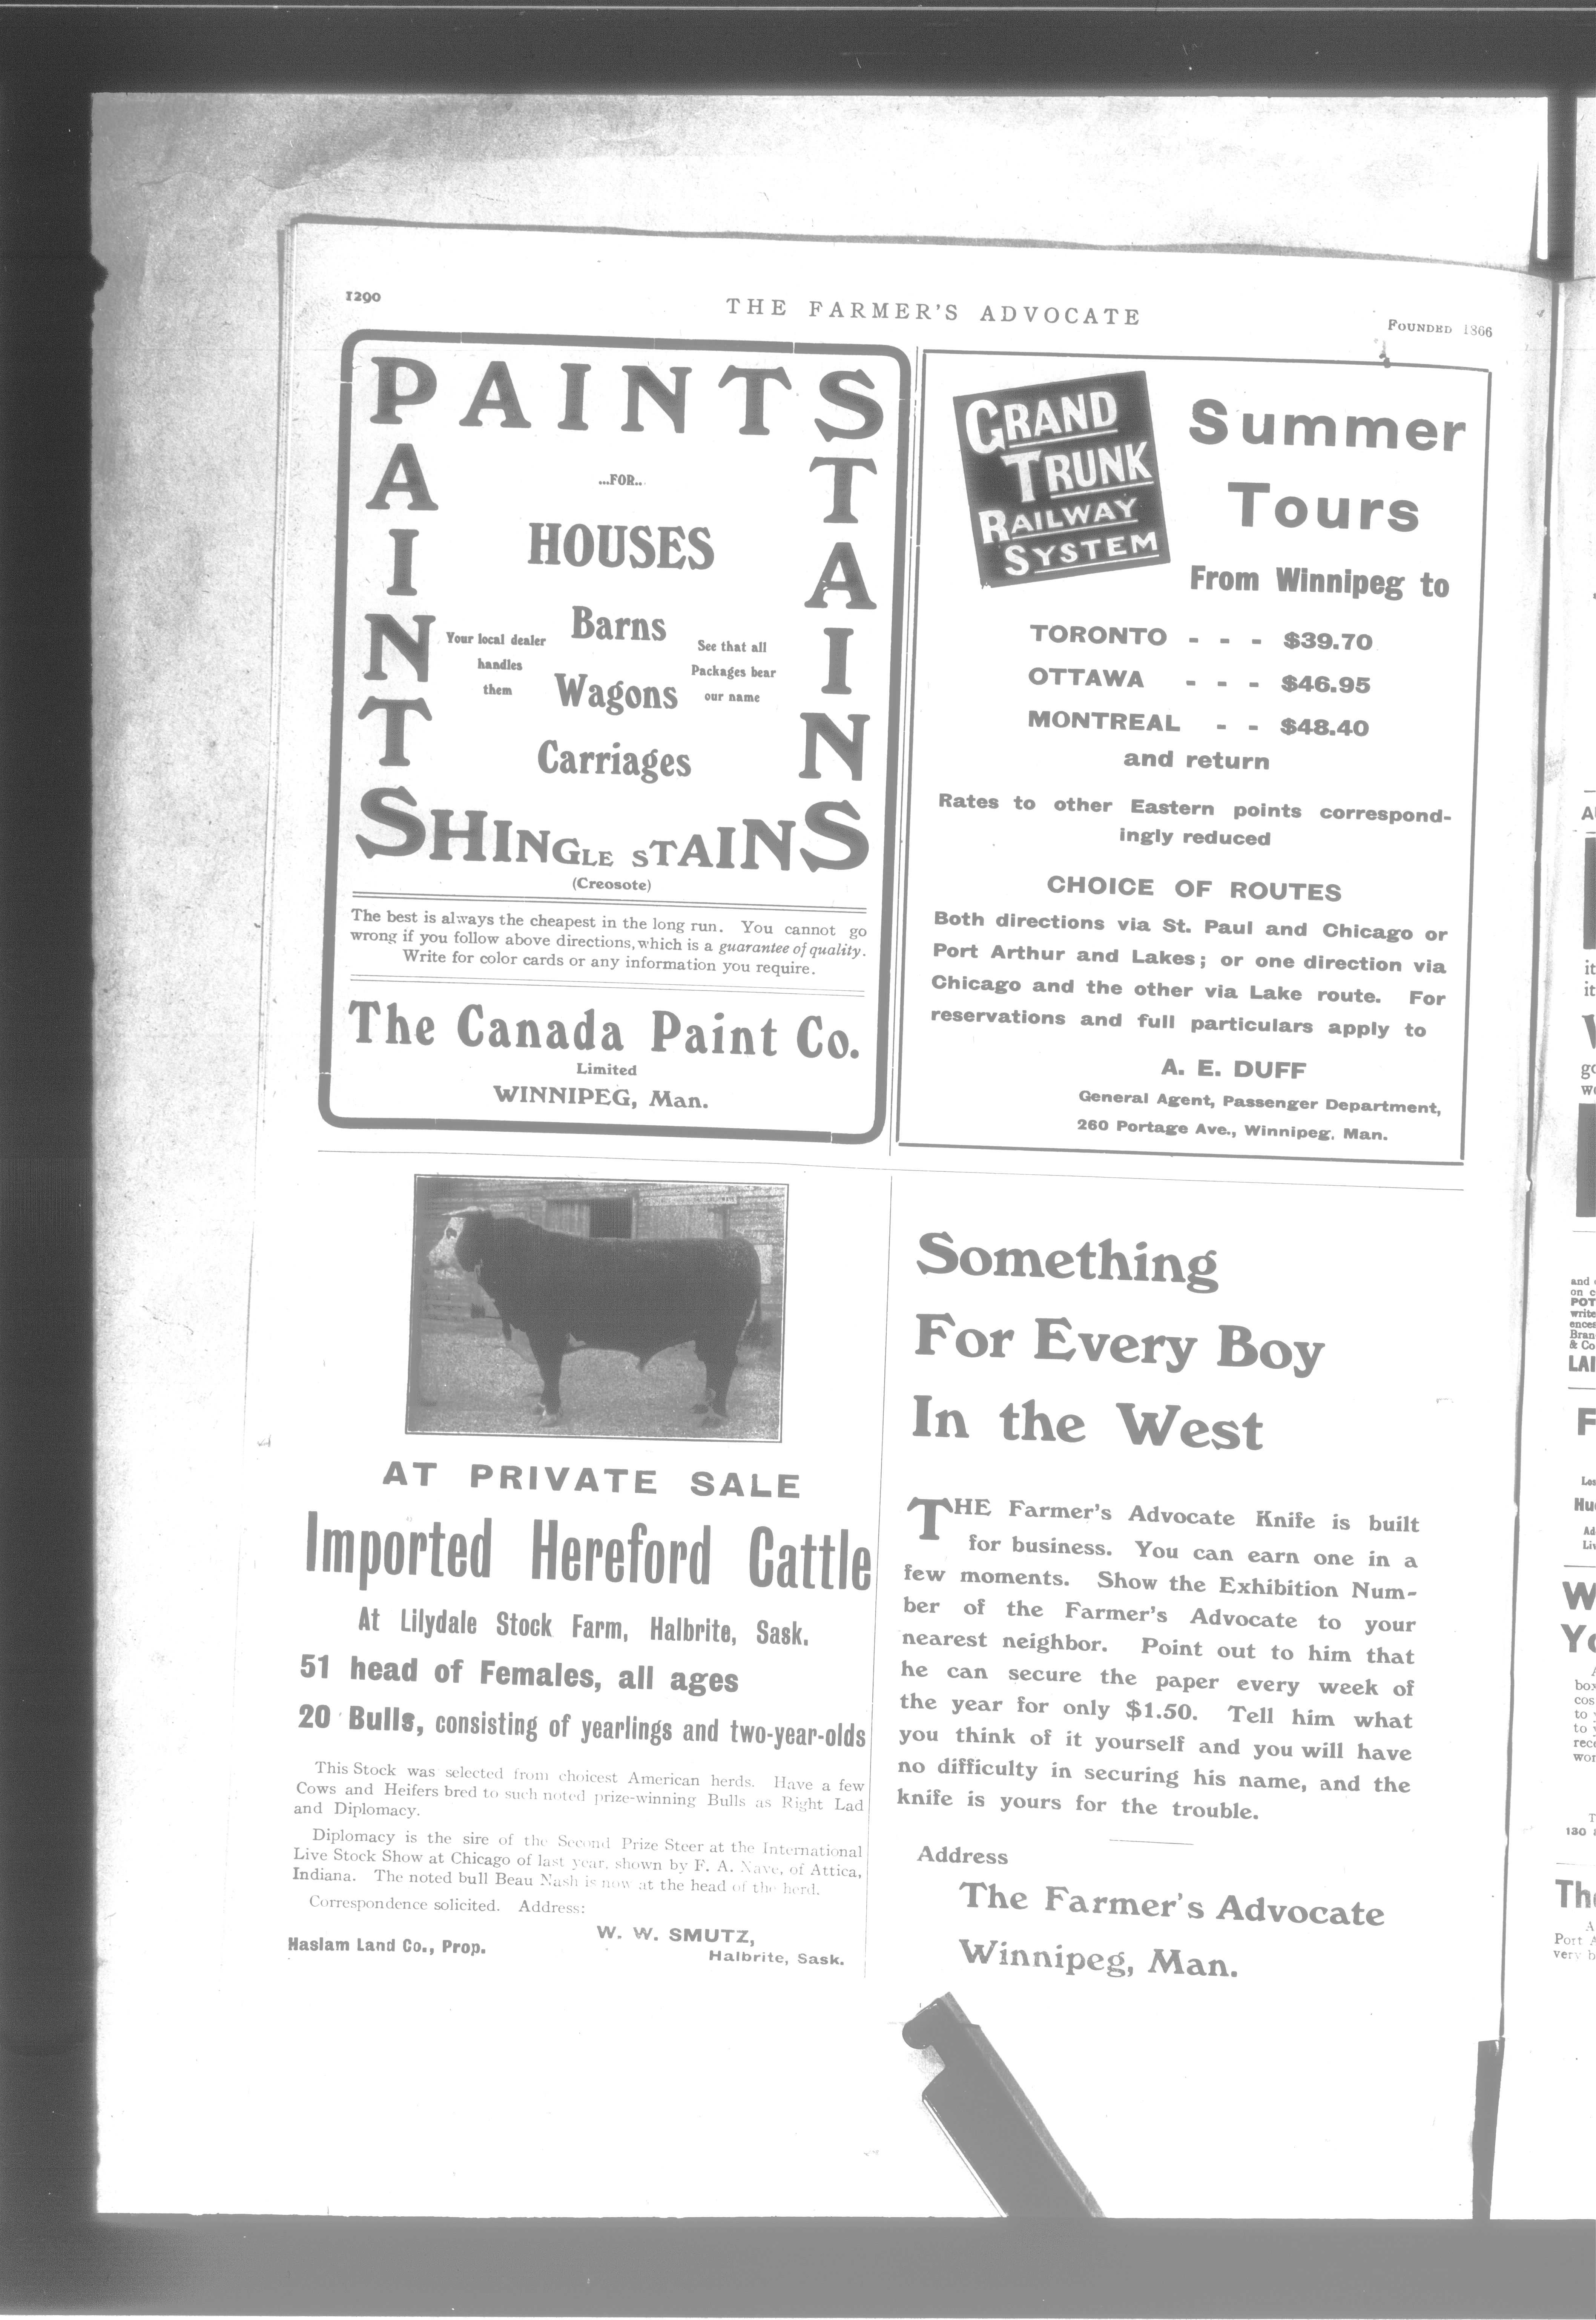 1290
THE FARMER'S ADVOCATE
FOUNDED 1866
PAINTS
PAINTS
STAINS
...FOR...
HOUSES
Barns
Wagons
Carriages
Your local dealer
handles
them
See that all
Packages bear
our name
SHINGLE STAINS
(Creosote)
The best is always the cheapest in the long run. You cannot go
wrong if you follow above directions, which is a guarantee of quality.
Write for color cards or any information you require.
The Canada Paint Co.
Limited
WINNIPEG, Man.
GRAND
TRUNK
RAILWAY
SYSTEM
Summer
Tours
From Winnipeg to
TORONTO - - - $39.70
OTTAWA - - - $46.95
MONTREAL - - $48.40
and return
Rates to other Eastern points correspond-
ingly reduced
CHOICE OF ROUTES
Both directions via St. Paul and Chicago or
Port Arthur and Lakes; or one direction via
Chicago and the other via Lake route. For
reservations and full particulars apply to
A. E. DUFF
General Agent, Passenger Department,
260 Portage Ave., Winnipeg, Man.
AT PRIVATE SALE
Imported Hereford Cattle
At Lilydale Stock Farm, Halbrite, Sask.
51 head of Females, all ages
20 Bulls, consisting of yearlings and two-year-olds
This Stock was selected from choicest American herds. Have a few
Cows and Heifers bred to such noted prize-winning Bulls as Right Lad
and Diplomacy.
Diplomacy is the sire of the Second Prize Steer at the International
Live Stock Show at Chicago of last year, shown by F. A. Nave, of Attica,
Indiana. The noted bull Beau Nash is now at the head of the herd.
Correspondence solicited. Address:
W. W. SMUTZ,
Haslam Land Co., Prop.
Halbrite, Sask.
Something
For Every Boy
In the West
THE Farmer's Advocate Knife is built
for business. You can earn one in a
few moments. Show the Exhibition Num-
ber of the Farmer's Advocate to your
nearest neighbor. Point out to him that
he can secure the paper every week of
the year for only $1.50. Tell him what
you think of it yourself and you will have
no difficulty in securing his name, and the
knife is yours for the trouble.
Address
The Farmer's Advocate
Winnipeg, Man.